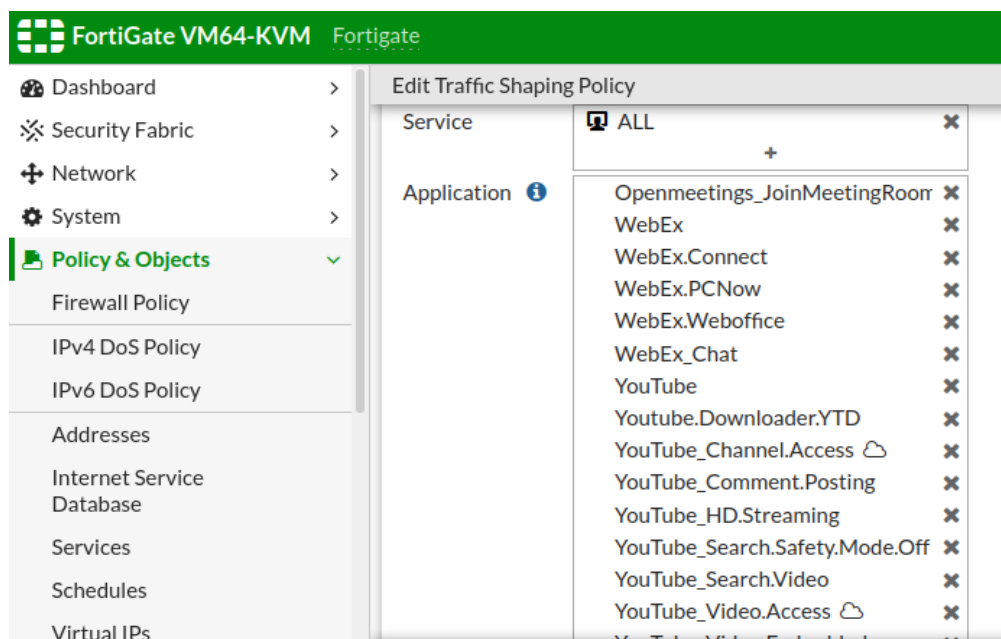 FortiGate VM64-KVM Fortigate
Dashboard
Security Fabric
Network
System
Policy & Objects
Firewall Policy
IPv4 DoS Policy
IPv6 DoS Policy
Addresses
Internet Service
Database
Services
Schedules
Virtual IPs
Edit Traffic Shaping Policy
Service
ALL
+
Application
Openmeetings_JoinMeetingRoom
WebEx
WebEx.Connect
WebEx.PCNow
WebEx.Weboffice
WebEx_Chat
YouTube
Youtube.Downloader.YTD
YouTube_Channel.Access
YouTube_Comment.Posting
YouTube_HD.Streaming
YouTube_Search.Safety.Mode.Off
YouTube_Search.Video
YouTube_Video.Access